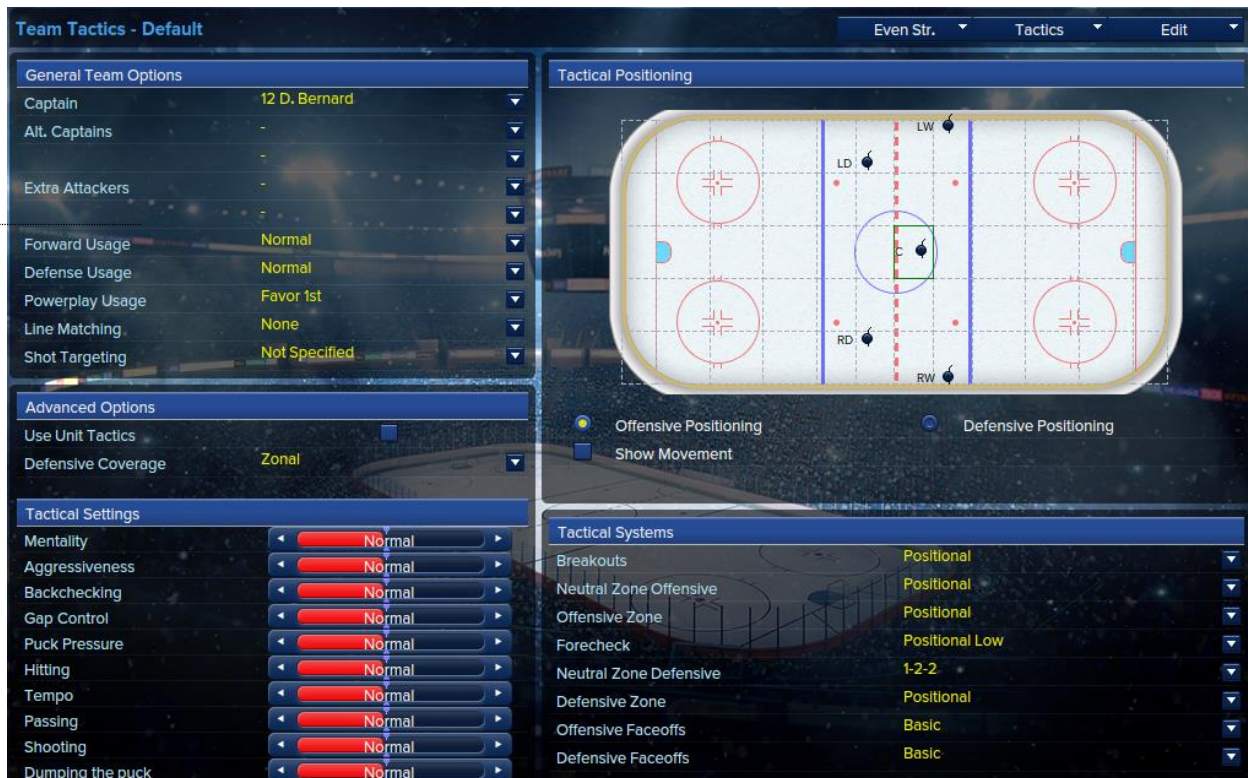 Team Tactics - Default
Even Str.
Tactics
Edit
General Team Options
Captain 12 D. Bernard
Alt. Captains -
-
Extra Attackers -
-
Forward Usage Normal
Defense Usage Normal
Powerplay Usage Favor 1st
Line Matching None
Shot Targeting Not Specified
Advanced Options
Use Unit Tactics
Defensive Coverage Zonal
Tactical Settings
Mentality Normal
Aggressiveness Normal
Backchecking Normal
Gap Control Normal
Puck Pressure Normal
Hitting Normal
Tempo Normal
Passing Normal
Shooting Normal
Dumping the puck Normal
Tactical Positioning
LW
LD
C
RD
RW
Offensive Positioning
Defensive Positioning
Show Movement
Tactical Systems
Breakouts Positional
Neutral Zone Offensive Positional
Offensive Zone Positional
Forecheck Positional Low
Neutral Zone Defensive 1-2-2
Defensive Zone Positional
Offensive Faceoffs Basic
Defensive Faceoffs Basic